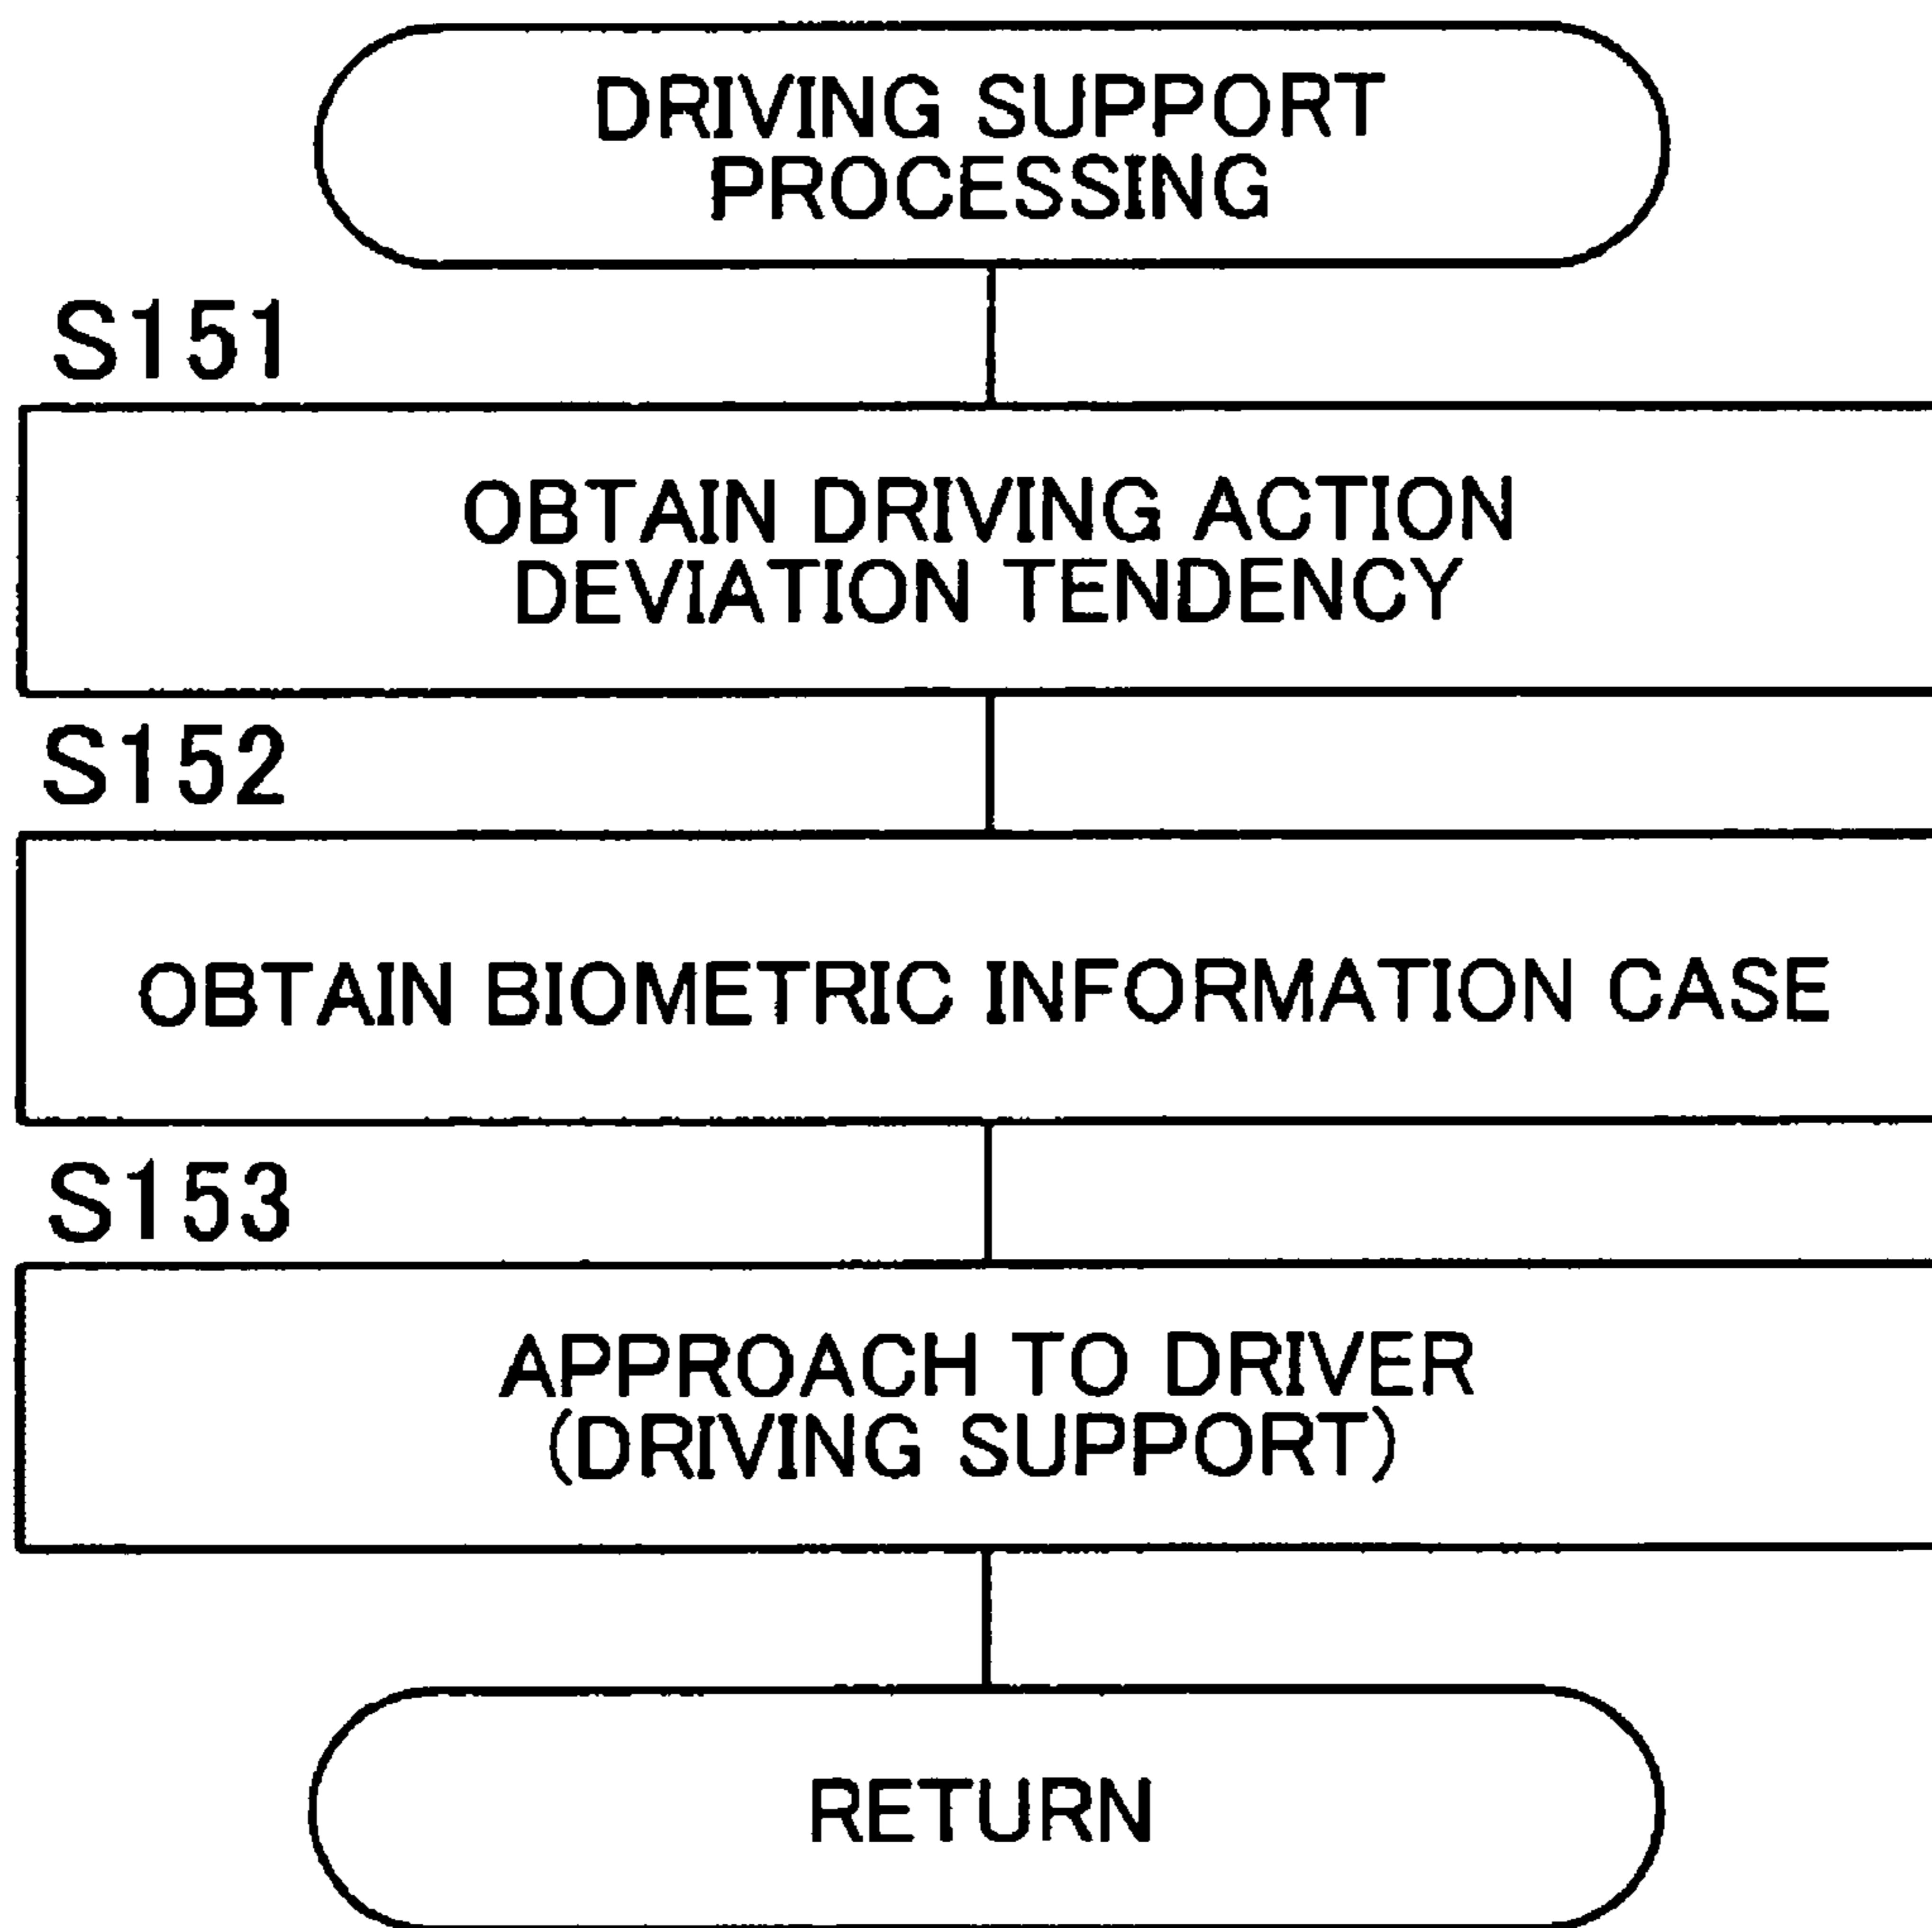 DRIVING SUPPORT
PROCESSING
S151
OBTAIN DRIVING ACTION
DEVIATION TENDENCY
S152
OBTAIN BIOMETRIC INFORMATION CASE
S153
APPROACH TO DRIVER
(DRIVING SUPPORT)
RETURN